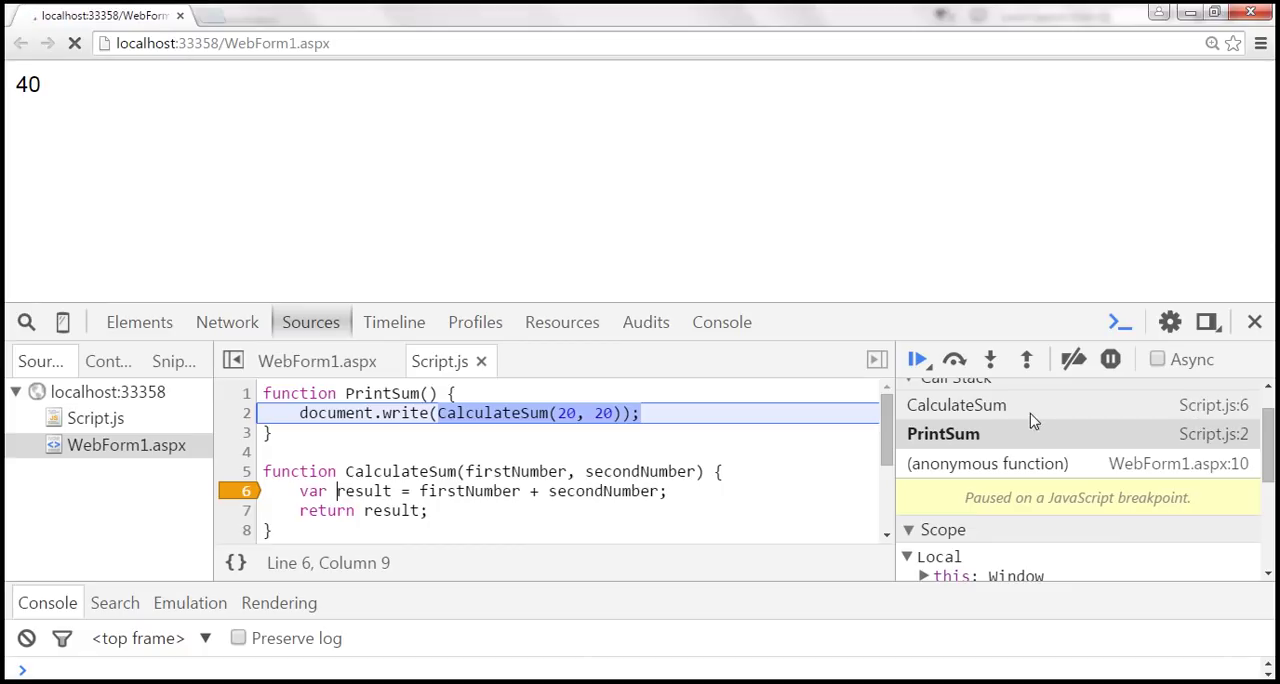 localhost:33358/WebForm
localhost:33358/WebForm1.aspx
40
Elements Network Sources Timeline Profiles Resources Audits Console
Sour... Cont... Snip... WebForm1.aspx Script.js Async
localhost:33358
Script.js
WebForm1.aspx
1 function PrintSum() {
2 document.write(CalculateSum(20, 20));
3 }
4
5 function CalculateSum(firstNumber, secondNumber) {
6 var result = firstNumber + secondNumber;
7 return result;
8 }
{} Line 6, Column 9
Call Stack
CalculateSum Script.js:6
PrintSum Script.js:2
(anonymous function) WebForm1.aspx:10
Paused on a JavaScript breakpoint.
Scope
Local
this: Window
Console Search Emulation Rendering
<top frame> Preserve log